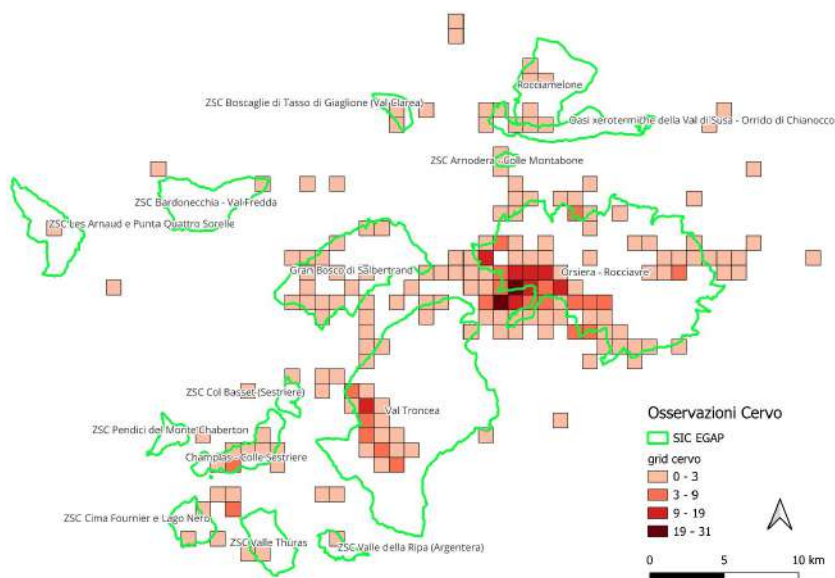 Rocciamelone
ZSC Boscaglie di Tasso di Giaglione (Val Clarea)
Oasi xerotermiche della Val di Susa - Orrido di Chianocco
ZSC Arnodera - Colle Montabone
ZSC Bardonecchia - Val Fredda
ZSC Les Arnaud e Punta Quattro Sorelle
Gran Bosco di Salbertrand
Orsiera - Rocciavrè
ZSC Col Basset (Sestriere)
Val Troncea
ZSC Pendici del Monte Chaberton
Champlas - Colle Sestriere
ZSC Cima Fournier e Lago Nero
ZSC Valle Thuras
ZSC Valle della Ripa (Argentera)
Osservazioni Cervo
SIC EGAP
grid cervo
0 - 3
3 - 9
9 - 19
19 - 31
0 5 10 km